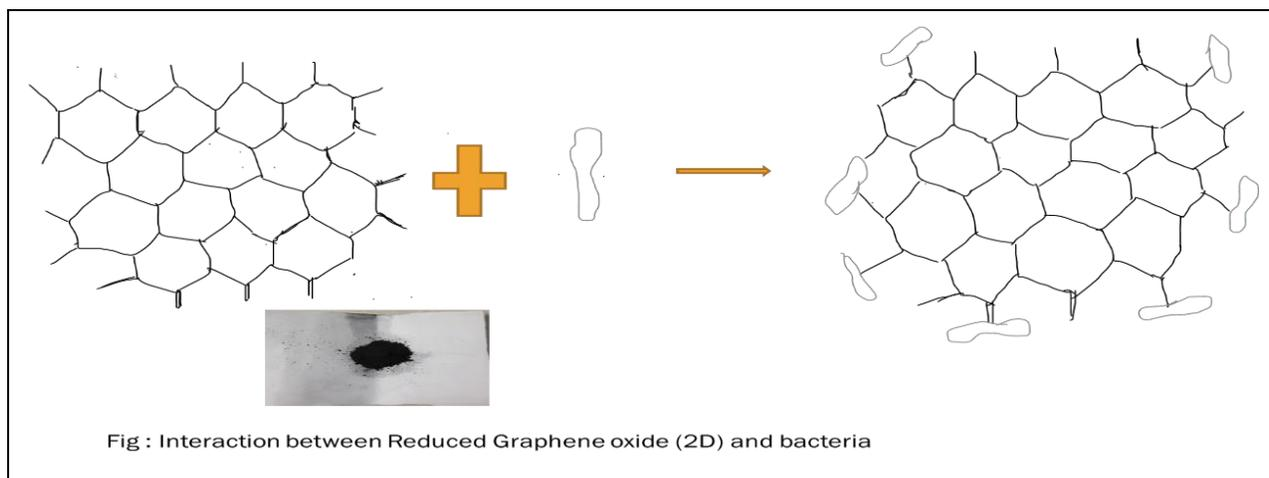 Fig : Interaction between Reduced Graphene oxide (2D) and bacteria